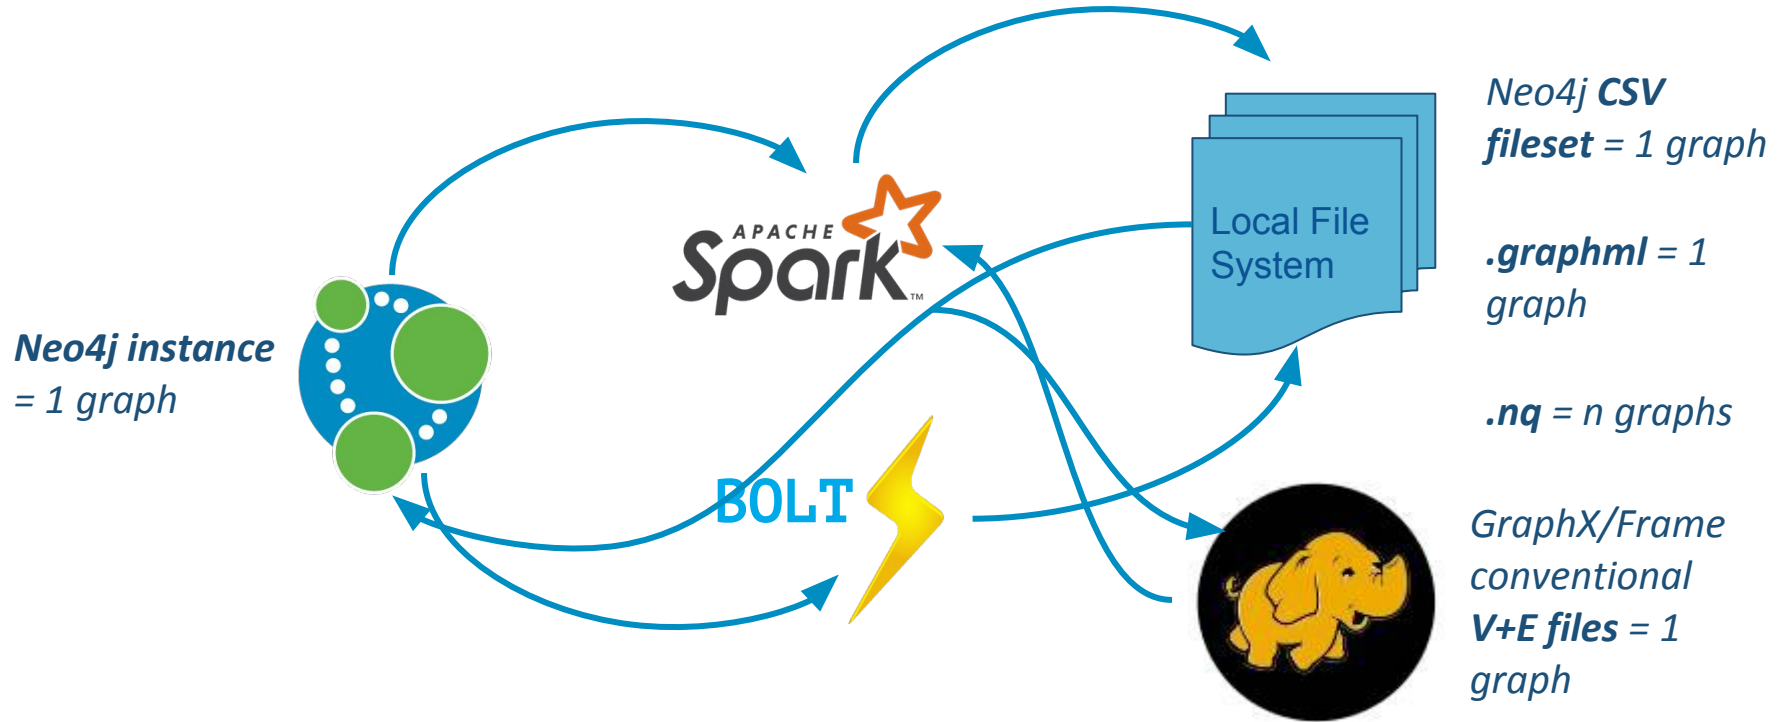 Neo4j instance
= 1 graph
APACHE
Spark™
BOLT
Local File
System
Neo4j CSV
fileset = 1 graph
.graphml = 1
graph
.nq = n graphs
GraphX/Frame
conventional
V+E files = 1
graph